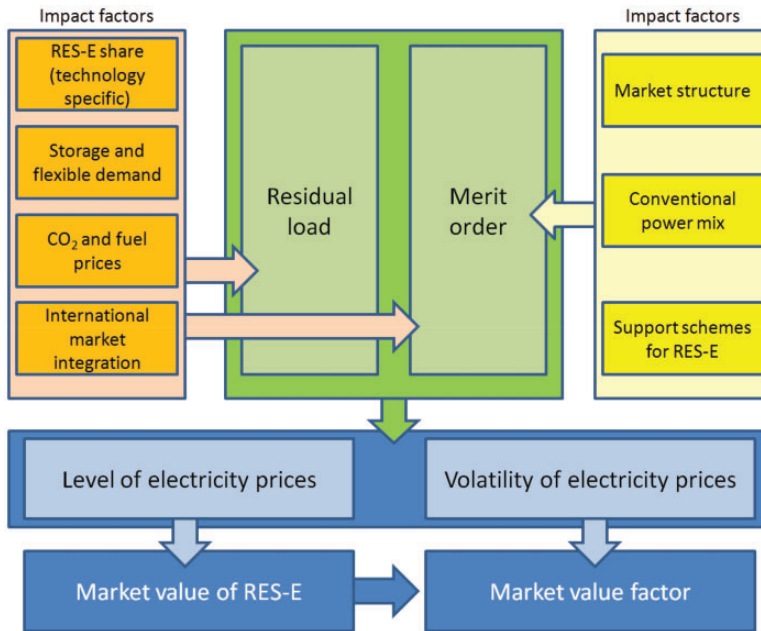 Impact factors
RES-E share
(technology
specific)
Storage and
flexible demand
CO₂ and fuel
prices
International
market
integration
Residual
load
Merit
order
Impact factors
Market structure
Conventional
power mix
Support schemes
for RES-E
Level of electricity prices
Volatility of electricity prices
Market value of RES-E
Market value factor